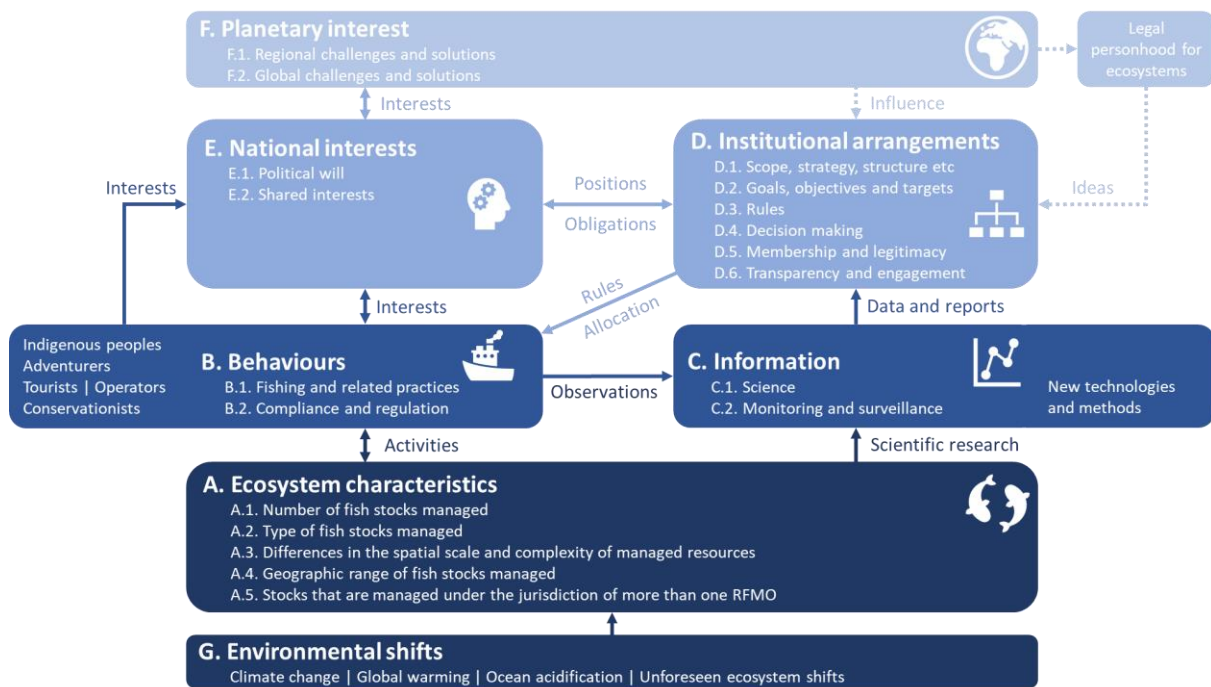 F. Planetary interest
F.1. Regional challenges and solutions
F.2. Global challenges and solutions
Legal
personhood for
ecosystems
Interests
Influence
E. National interests
E.1. Political will
E.2. Shared interests
D. Institutional arrangements
D.1. Scope, strategy, structure etc
D.2. Goals, objectives and targets
D.3. Rules
D.4. Decision making
D.5. Membership and legitimacy
D.6. Transparency and engagement
Interests
Positions
Obligations
Ideas
Interests
Rules
Allocation
Data and reports
Indigenous peoples
Adventurers
Tourists | Operators
Conservationists
B. Behaviours
B.1. Fishing and related practices
B.2. Compliance and regulation
Observations
C. Information
C.1. Science
C.2. Monitoring and surveillance
New technologies
and methods
Activities
Scientific research
A. Ecosystem characteristics
A.1. Number of fish stocks managed
A.2. Type of fish stocks managed
A.3. Differences in the spatial scale and complexity of managed resources
A.4. Geographic range of fish stocks managed
A.5. Stocks that are managed under the jurisdiction of more than one RFMO
G. Environmental shifts
Climate change | Global warming | Ocean acidification | Unforeseen ecosystem shifts